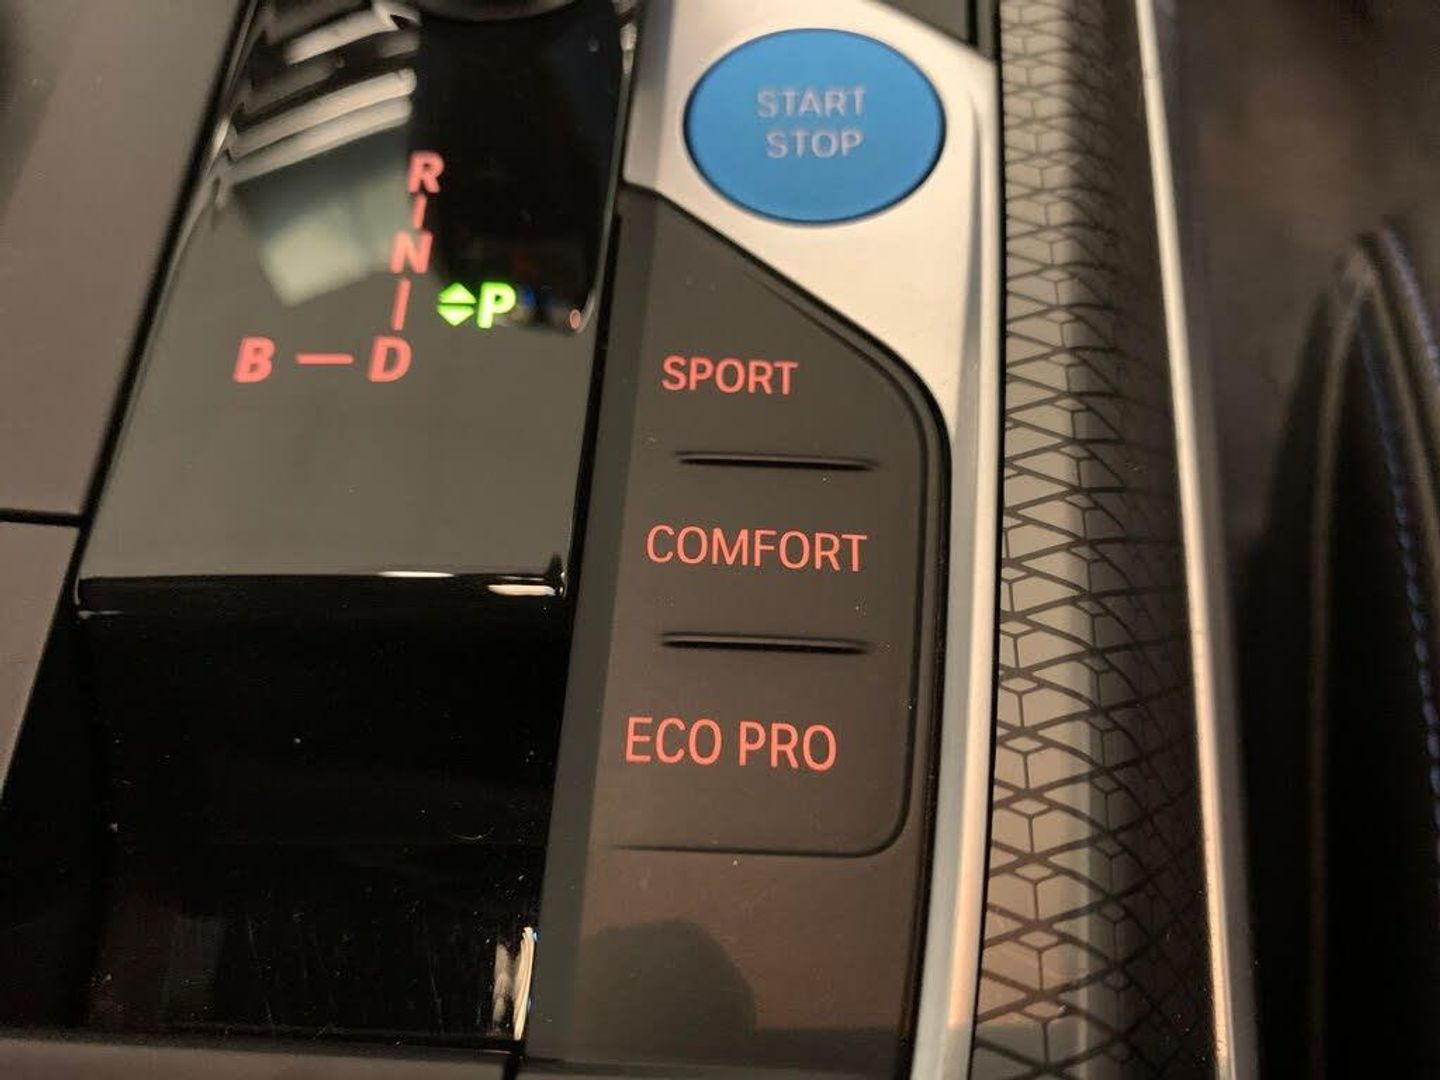 START
STOP
R
N
P
B — D
SPORT
COMFORT
ECO PRO